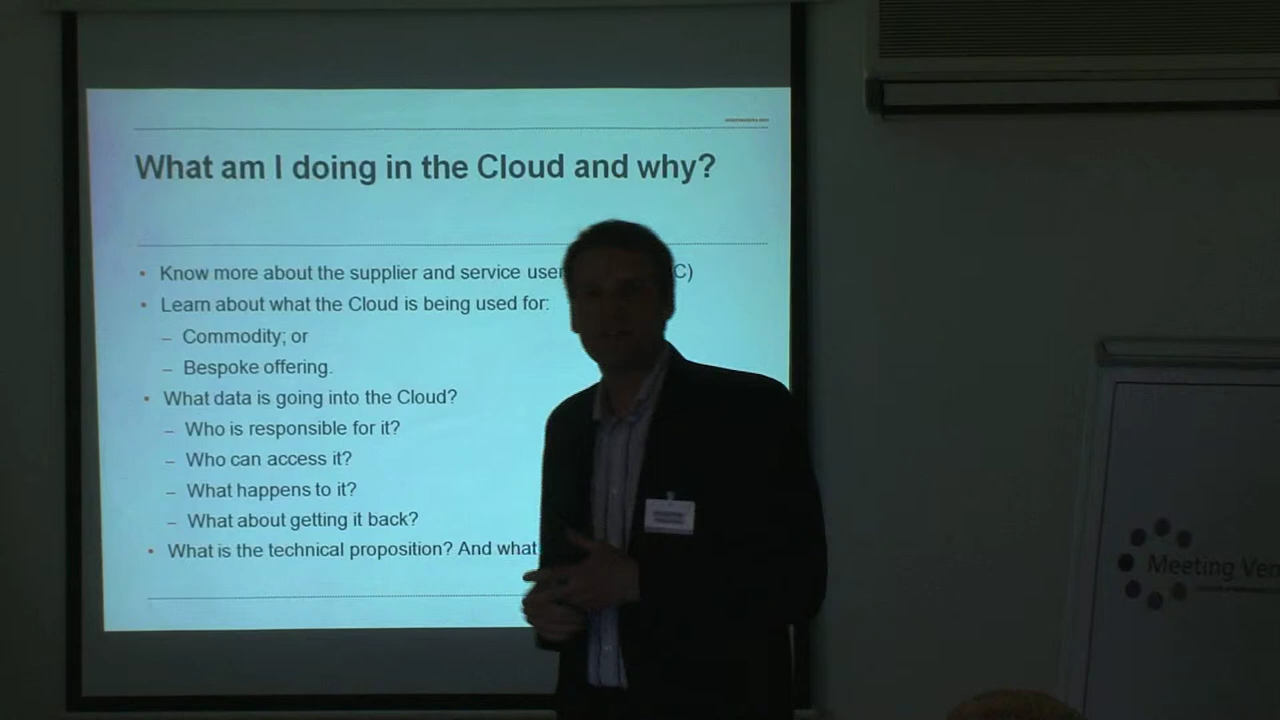 What am I doing in the Cloud and why?
• Know more about the supplier and service user C)
• Learn about what the Cloud is being used for:
– Commodity; or
– Bespoke offering.
• What data is going into the Cloud?
– Who is responsible for it?
– Who can access it?
– What happens to it?
– What about getting it back?
• What is the technical proposition? And what
Meeting Ven